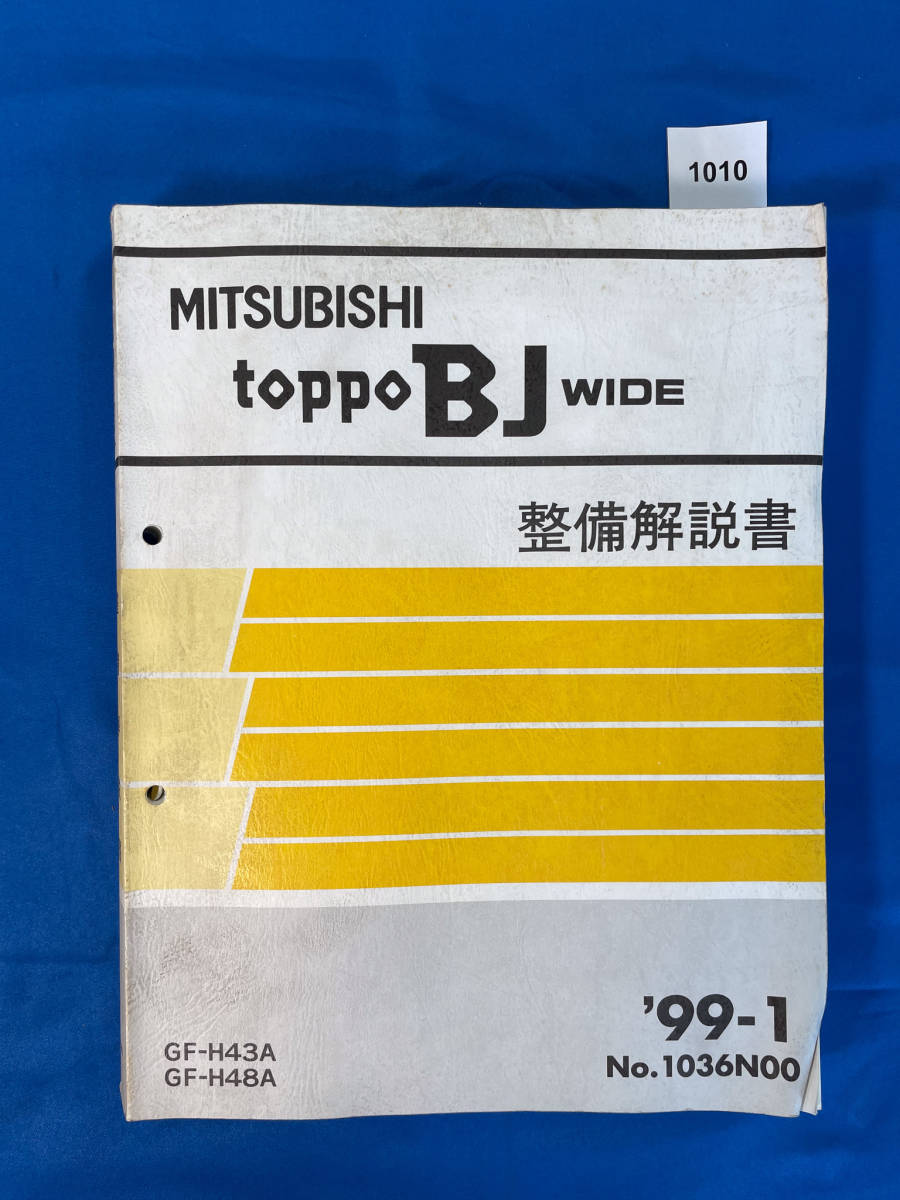 1010
MITSUBISHI
toppo BJ WIDE
整備解説書
'99-1
GF-H43A
GF-H48A
No.1036N00